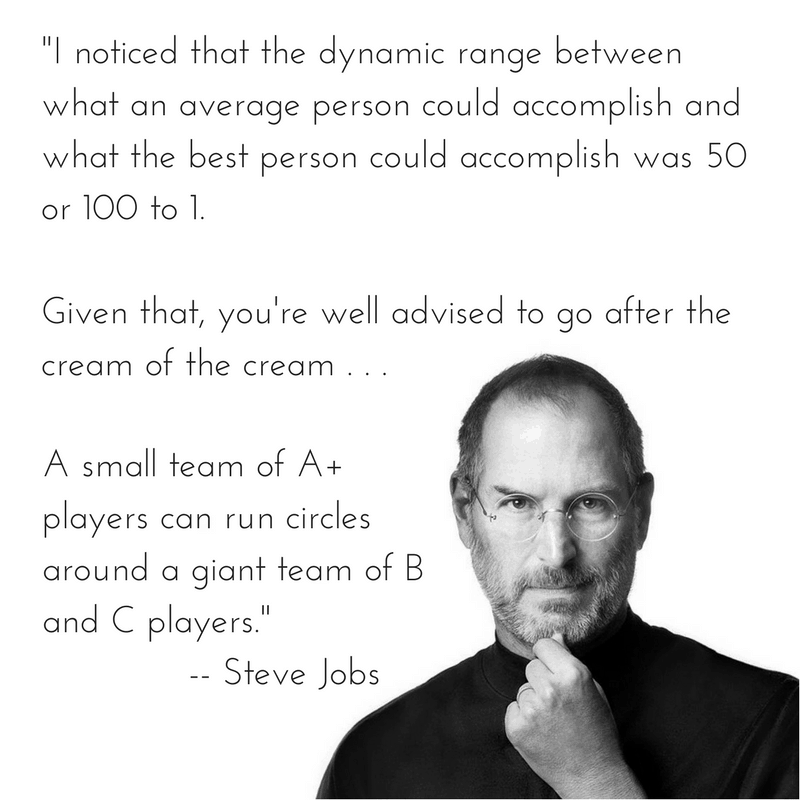 "I noticed that the dynamic range between
what an average person could accomplish and
what the best person could accomplish was 50
or 100 to 1.
Given that, you're well advised to go after the
cream of the cream . . .
A small team of A+
players can run circles
around a giant team of B
and C players."
-- Steve Jobs